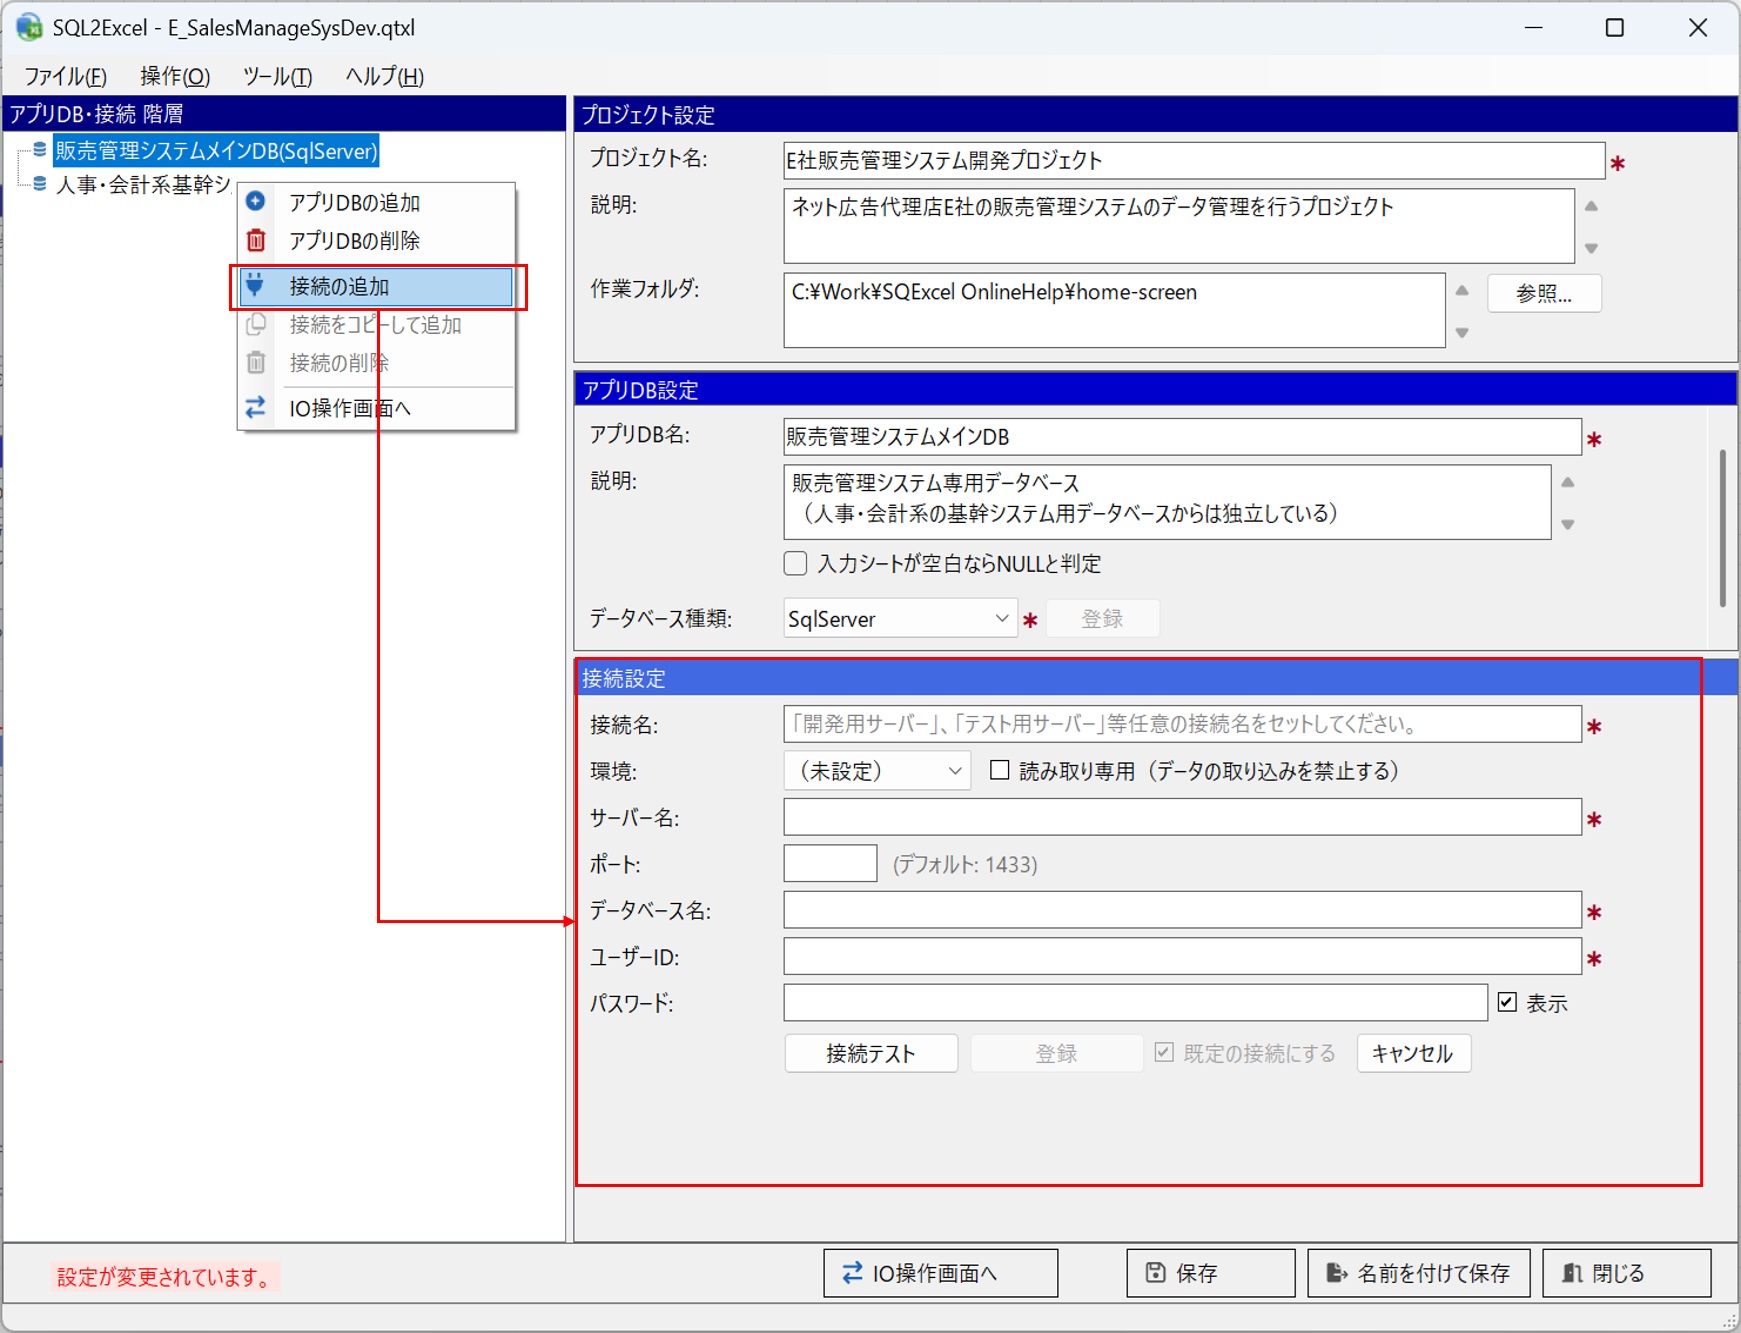 SQL2Excel - E_SalesManageSysDev.qtxl
ファイル(F) 操作(O) ツール(T) ヘルプ(H)
アプリDB・接続 階層
販売管理システムメインDB(SqlServer)
人事・会計系基幹シ
アプリDBの追加
アプリDBの削除
接続の追加
接続をコピーして追加
接続の削除
IO操作画面へ
プロジェクト設定
プロジェクト名: E社販売管理システム開発プロジェクト *
説明: ネット広告代理店E社の販売管理システムのデータ管理を行うプロジェクト
作業フォルダ: C:¥Work¥SQExcel OnlineHelp¥home-screen 参照...
アプリDB設定
アプリDB名: 販売管理システムメインDB *
説明: 販売管理システム専用データベース
（人事・会計系の基幹システム用データベースからは独立している）
入力シートが空白ならNULLと判定
データベース種類: SqlServer * 登録
接続設定
接続名: 「開発用サーバー」、「テスト用サーバー」等任意の接続名をセットしてください。 *
環境: （未設定） 読み取り専用（データの取り込みを禁止する）
サーバー名: *
ポート: (デフォルト: 1433)
データベース名: *
ユーザーID: *
パスワード: 表示
接続テスト 登録 既定の接続にする キャンセル
設定が変更されています。
IO操作画面へ 保存 名前を付けて保存 閉じる